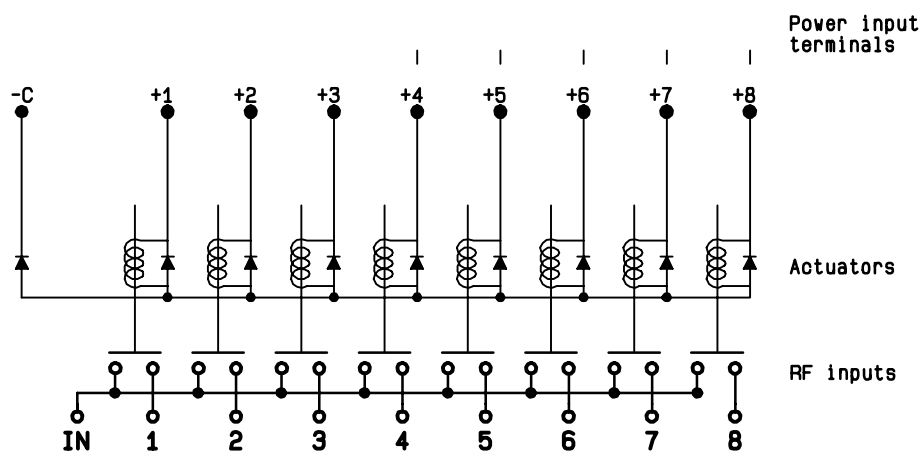 Power input
terminals
-C +1 +2 +3 +4 +5 +6 +7 +8
Actuators
RF inputs
IN 1 2 3 4 5 6 7 8